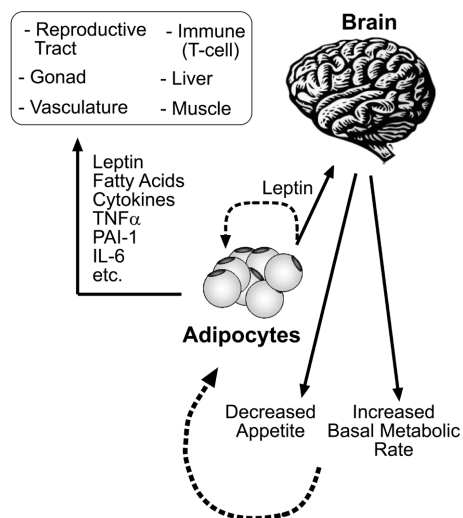 - Reproductive
Tract
- Gonad
- Vasculature
- Immune
(T-cell)
- Liver
- Muscle
Brain
Leptin
Fatty Acids
Cytokines
TNFα
PAI-1
IL-6
etc.
Leptin
Adipocytes
Decreased
Appetite
Increased
Basal Metabolic
Rate